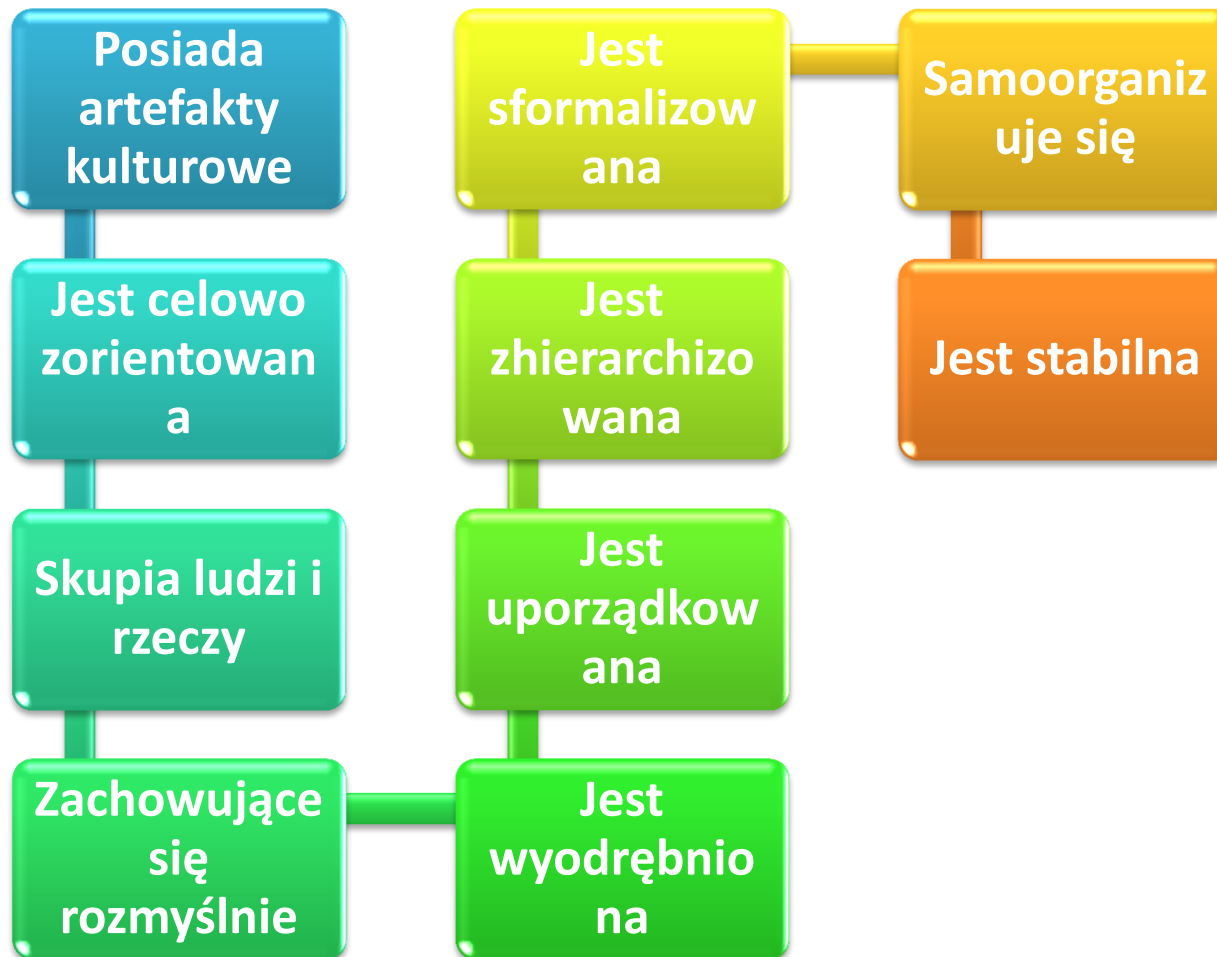 Posiada
artefakty
kulturowe
Jest celowo
zorientowan
a
Skupia ludzi i
rzeczy
Zachowujące
się
rozmyślnie
Jest
wyodrębnio
na
Jest
uporządkow
ana
Jest
zhierarchizo
wana
Jest
sformalizow
ana
Samoorganiz
uje się
Jest stabilna